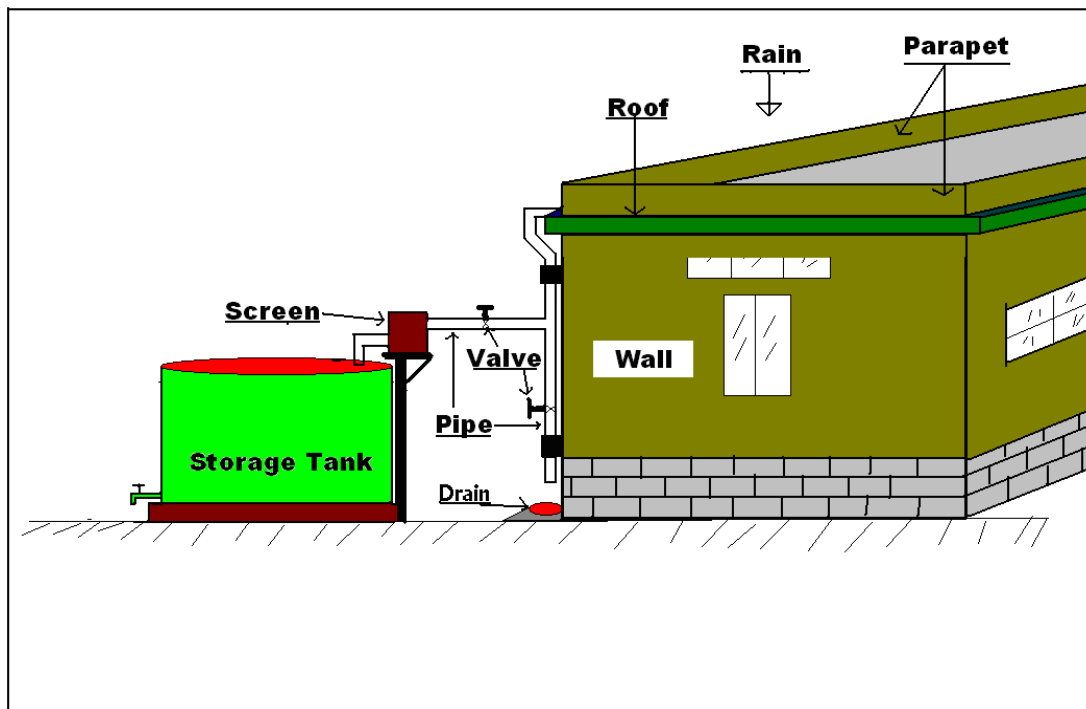 Parapet
Rain
Roof
Screen
Valve
Wall
Pipe
Storage Tank
Drain